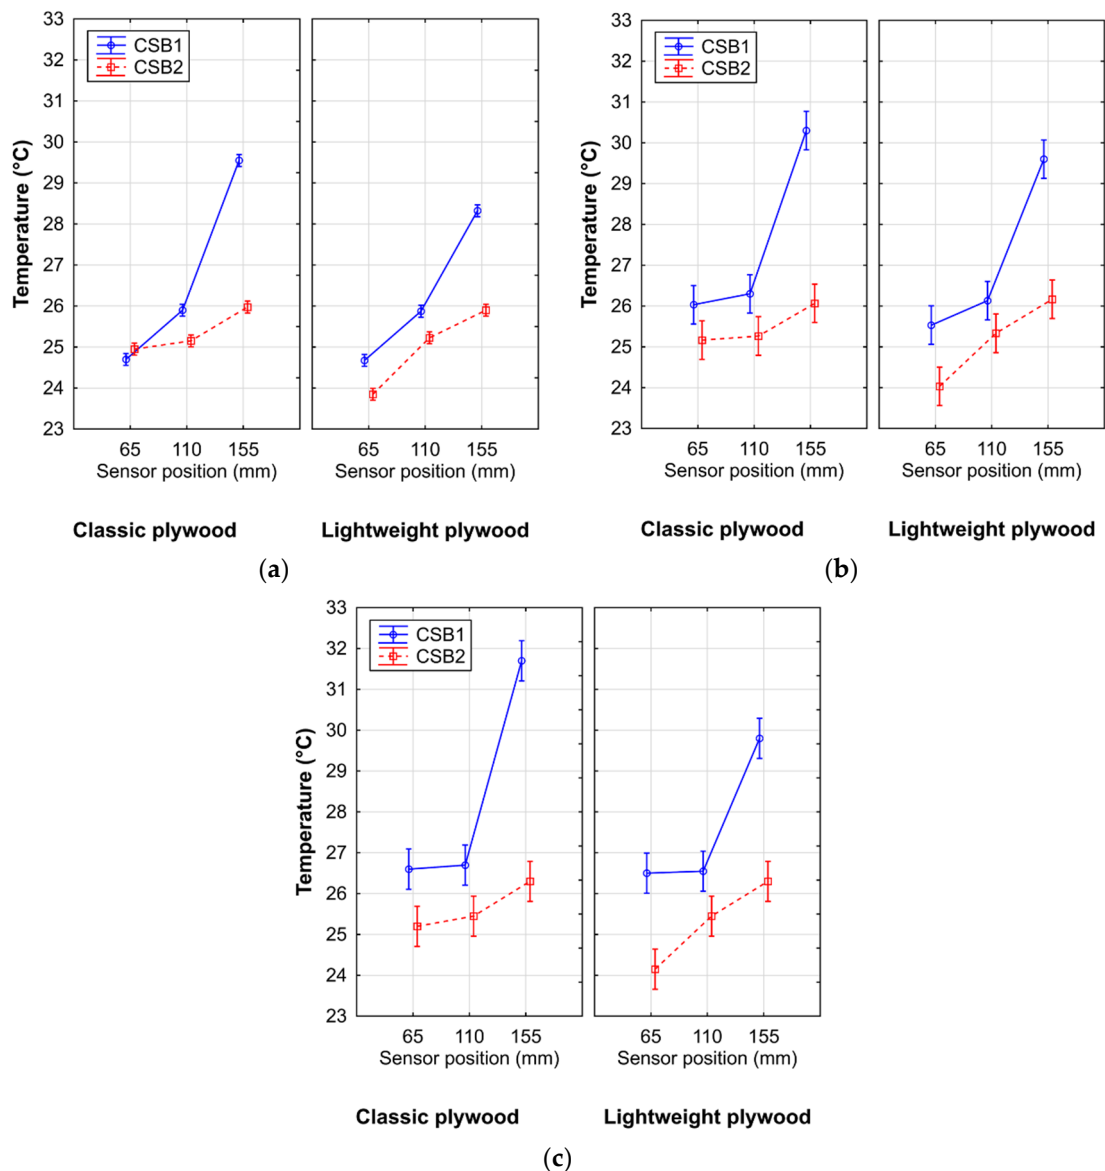 33
32
31
30
29
28
27
26
25
24
23
Temperature (°C)
CSB1
CSB2
65 110 155
Sensor position (mm)
Classic plywood
65 110 155
Sensor position (mm)
Lightweight plywood
(a)
33
32
31
30
29
28
27
26
25
24
23
Temperature (°C)
CSB1
CSB2
65 110 155
Sensor position (mm)
Classic plywood
65 110 155
Sensor position (mm)
Lightweight plywood
(b)
33
32
31
30
29
28
27
26
25
24
23
Temperature (°C)
CSB1
CSB2
65 110 155
Sensor position (mm)
Classic plywood
65 110 155
Sensor position (mm)
Lightweight plywood
(c)